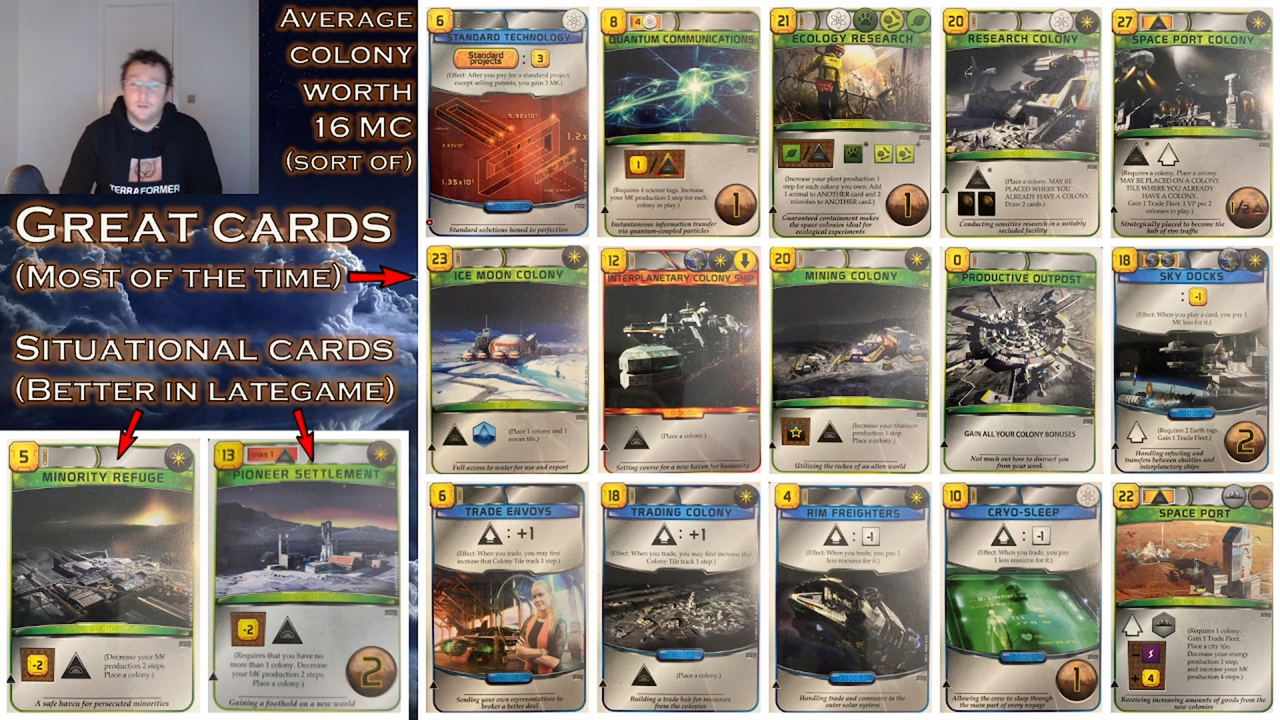 AVERAGE
COLONY
WORTH
16 MC
(SORT OF)
TERRAFORMER
GREAT CARDS
(MOST OF THE TIME)
SITUATIONAL CARDS
(BETTER IN LATEGAME)
6
STANDARD TECHNOLOGY
Standard
projects : 3
(Effect: After you pay for a standard project,
except selling patents, you gain 3 M€.)
Standard solutions honed to perfection
8
4
QUANTUM COMMUNICATIONS
1 /
(Requires 4 science tags. Increase
your M€ production 1 step for each
colony in play.)
1
Instantaneous information transfer
via quantum-coupled particles
21
ECOLOGY RESEARCH
(Increase your plant production 1
step for each colony you own. Add
1 animal to ANOTHER card and 2
microbes to ANOTHER card.)
1
Guaranteed containment makes
the space colonies ideal for
ecological experiments
20
RESEARCH COLONY
(Place a colony. MAY BE
PLACED WHERE YOU
ALREADY HAVE A COLONY.
Draw 2 cards.)
Conducting sensitive research in a suitably
secluded facility
27
SPACE PORT COLONY
(Requires a colony. Place a colony.
MAY BE PLACED ON A COLONY
TILE WHERE YOU ALREADY
HAVE A COLONY.
Gain 1 Trade Fleet. 1 VP per 2
colonies in play.)
1/2
Strategically placed to become the
hub of rim traffic
23
ICE MOON COLONY
(Place 1 colony and 1
ocean tile.)
Full access to water for use and export
12
INTERPLANETARY COLONY SHIP
(Place a colony.)
Setting course for a new haven for humanity
20
MINING COLONY
(Increase your titanium
production 1 step.
Place a colony.)
Utilizing the riches of an alien world
0
PRODUCTIVE OUTPOST
GAIN ALL YOUR COLONY BONUSES
Not much out here to distract you
from your work
18
SKY DOCKS
: -1
(Effect: When you play a card, you pay 1
M€ less for it.)
(Requires 2 Earth tags.
Gain 1 Trade Fleet.)
2
Handling refueling and
transfers between shuttles and
interplanetary ships
5
MINORITY REFUGE
-2
(Decrease your M€
production 2 steps.
Place a colony.)
A safe haven for persecuted minorities
13
max 1
PIONEER SETTLEMENT
-2
(Requires that you have no
more than 1 colony. Decrease
your M€ production 2 steps.
Place a colony.)
2
Gaining a foothold on a new world
6
TRADE ENVOYS
: +1
(Effect: When you trade, you may first
increase that Colony Tile track 1 step.)
Sending your own representatives to
broker a better deal
18
TRADING COLONY
: +1
(Effect: When you trade, you may first increase that
Colony Tile track 1 step.)
(Place a colony.)
Building a trade hub for resources
from the colonies
4
RIM FREIGHTERS
: -1
(Effect: When you trade, you pay 1
less resource for it.)
Handling trade and commerce in the
outer solar system
10
CRYO-SLEEP
: -1
(Effect: When you trade, you pay
1 less resource for it.)
1
Allowing the crew to sleep through
the main part of every voyage
22
SPACE PORT
+ 4
(Requires 1 colony.
Gain 1 Trade Fleet.
Place a city tile.
Decrease your energy
production 1 step,
and increase your M€
production 4 steps.)
Receiving increasing amounts of goods from the
new colonies